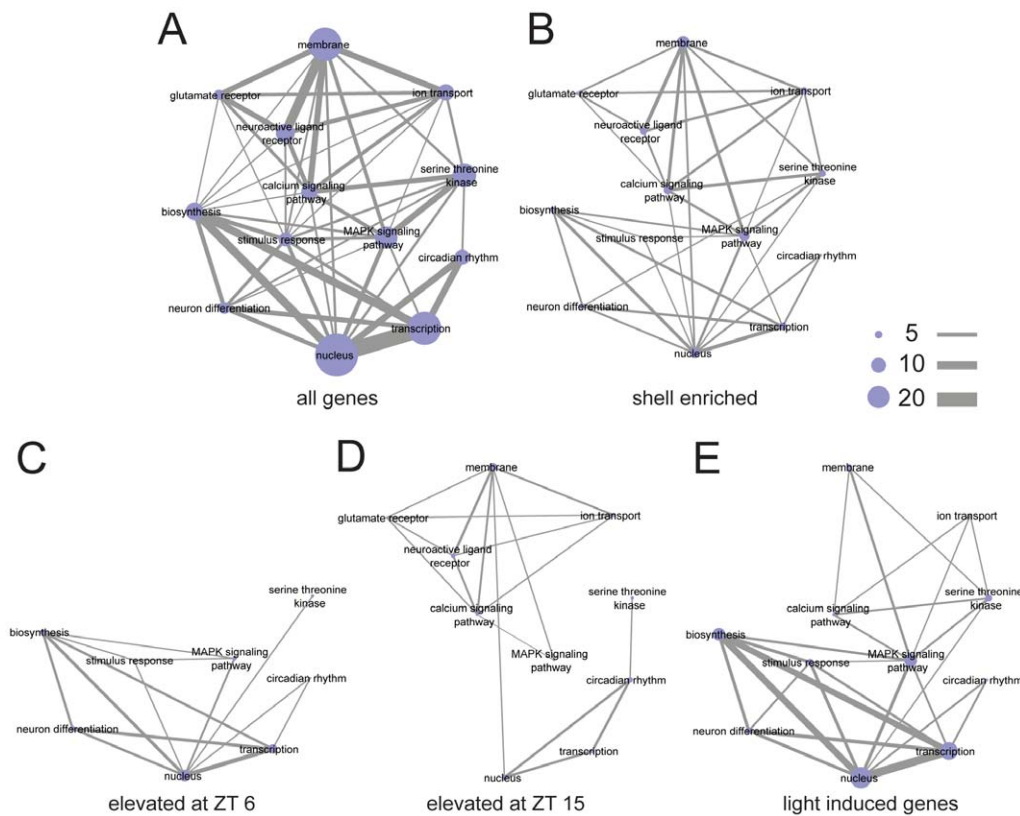 A
membrane
glutamate receptor
ion transport
neuroactive ligand
receptor
serine threonine
kinase
calcium signaling
pathway
biosynthesis
stimulus response
MAPK signaling
pathway
circadian rhythm
neuron differentiation
transcription
nucleus
all genes
B
membrane
glutamate receptor
ion transport
neuroactive ligand
receptor
serine threonine
kinase
calcium signaling
pathway
biosynthesis
stimulus response
MAPK signaling
pathway
circadian rhythm
neuron differentiation
transcription
nucleus
shell enriched
5
10
20
C
serine threonine
kinase
biosynthesis
stimulus response
MAPK signaling
pathway
circadian rhythm
neuron differentiation
transcription
nucleus
elevated at ZT 6
D
membrane
glutamate receptor
ion transport
neuroactive ligand
receptor
serine threonine
kinase
calcium signaling
pathway
MAPK signaling
pathway
circadian rhythm
transcription
nucleus
elevated at ZT 15
E
membrane
ion transport
serine threonine
kinase
calcium signaling
pathway
biosynthesis
stimulus response
MAPK signaling
pathway
circadian rhythm
neuron differentiation
transcription
nucleus
light induced genes